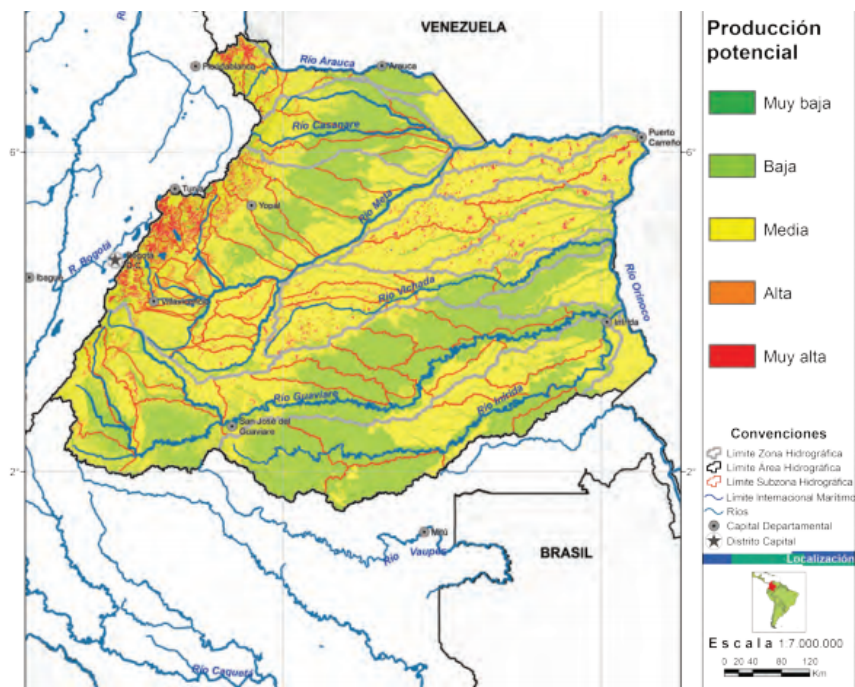 VENEZUELA
Río Arauca
Arauca
Floridablanca
Río Casanare
Puerto
Carreño
6°
6°
Tunja
Yopal
Río Meta
R. Bogotá
Bogotá
D.C.
Ibagué
Villavicencio
Río Vichada
Río Orinoco
Inírida
Río Guaviare
Río Inírida
San José del
Guaviare
2°
2°
Mitú
Río Vaupés
BRASIL
Río Caquetá
Producción
potencial
Muy baja
Baja
Media
Alta
Muy alta
Convenciones
Límite Zona Hidrográfica
Límite Área Hidrográfica
Límite Subzona Hidrográfica
Límite Internacional Marítimo
Ríos
Capital Departamental
Distrito Capital
Localización
Escala 1:7.000.000
0 20 40 80 120
Km